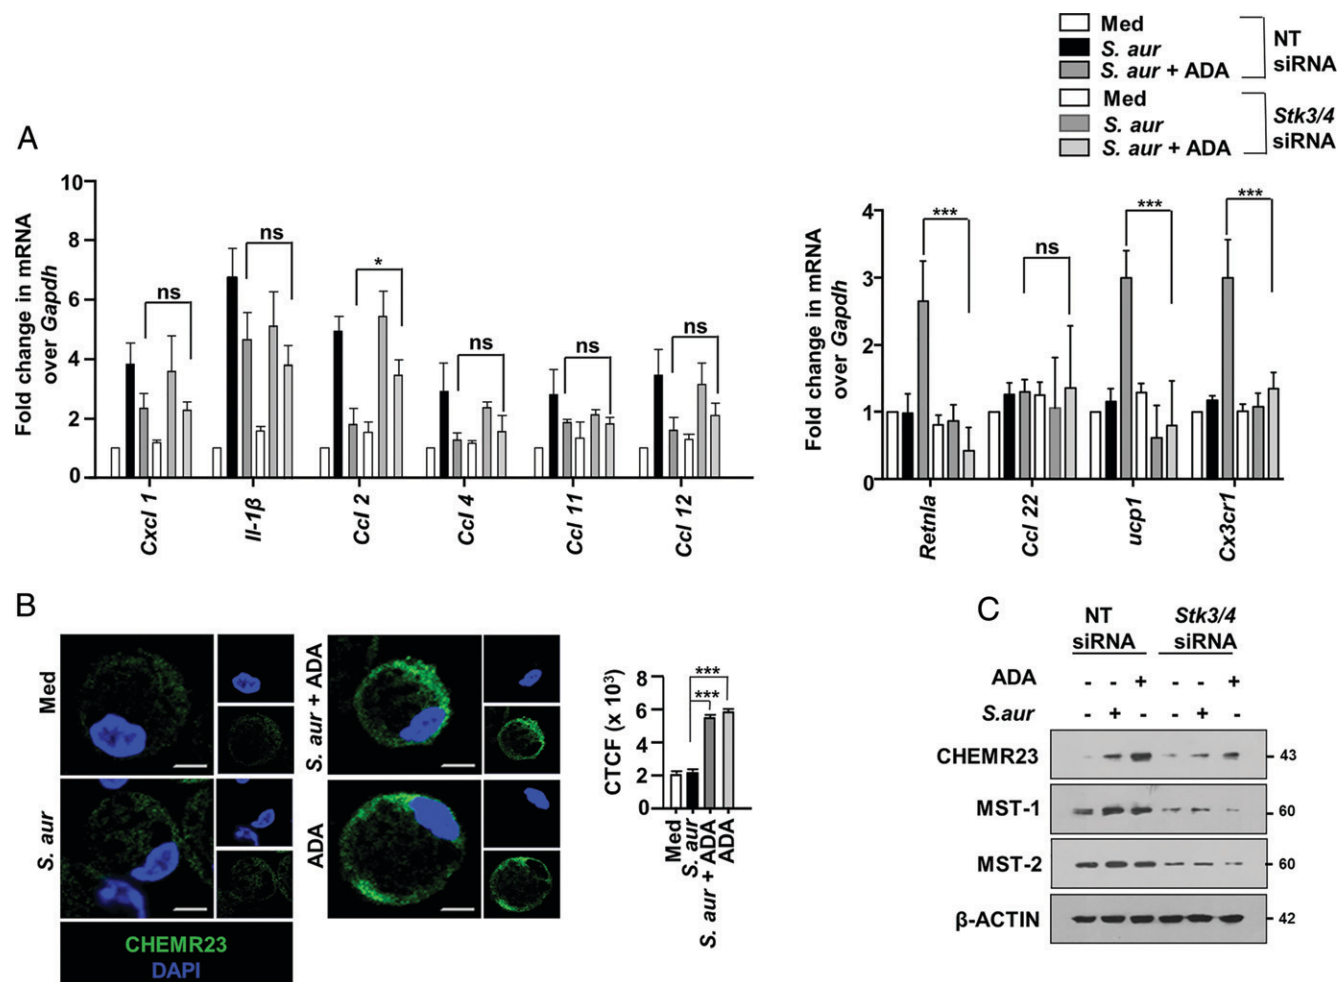 Med
S. aur
S. aur + ADA
NT
siRNA
Med
S. aur
S. aur + ADA
Stk3/4
siRNA
A
Fold change in mRNA
over Gapdh
10
8
6
4
2
0
ns
ns
*
ns
ns
ns
Cxcl 1
Il-1β
Ccl 2
Ccl 4
Ccl 11
Ccl 12
Fold change in mRNA
over Gapdh
4
3
2
1
0
***
ns
***
***
Retnla
Ccl 22
ucp1
Cx3cr1
B
Med
S. aur
S. aur + ADA
ADA
CHEMR23
DAPI
CTCF (x 10³)
8
6
4
2
0
***
***
Med
S. aur
S. aur + ADA
ADA
C
NT
siRNA
Stk3/4
siRNA
ADA - - + - - +
S.aur - + - - + -
CHEMR23 43
MST-1 60
MST-2 60
β-ACTIN 42